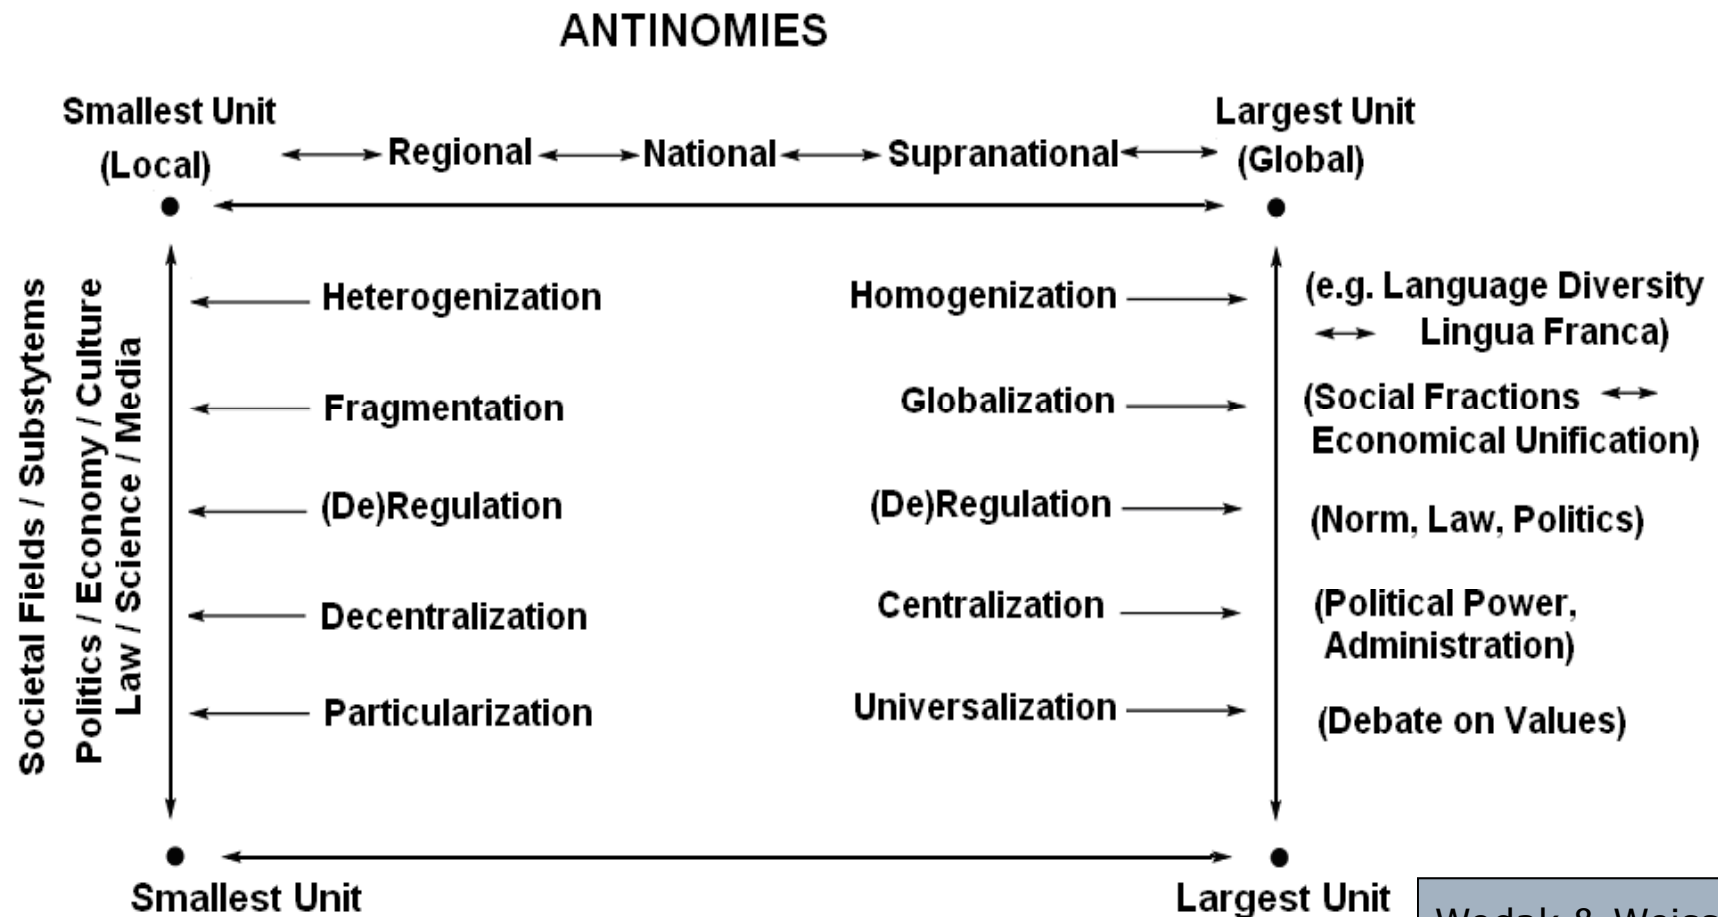 ANTINOMIES
Smallest Unit
Largest Unit
(Local)
Regional
National
Supranational
(Global)
Societal Fields / Substytems
Politics / Economy / Culture
Law / Science / Media
Heterogenization
Homogenization
(e.g. Language Diversity
Lingua Franca)
Fragmentation
Globalization
(Social Fractions
Economical Unification)
(De)Regulation
(De)Regulation
(Norm, Law, Politics)
Decentralization
Centralization
(Political Power,
Administration)
Particularization
Universalization
(Debate on Values)
Smallest Unit
Largest Unit